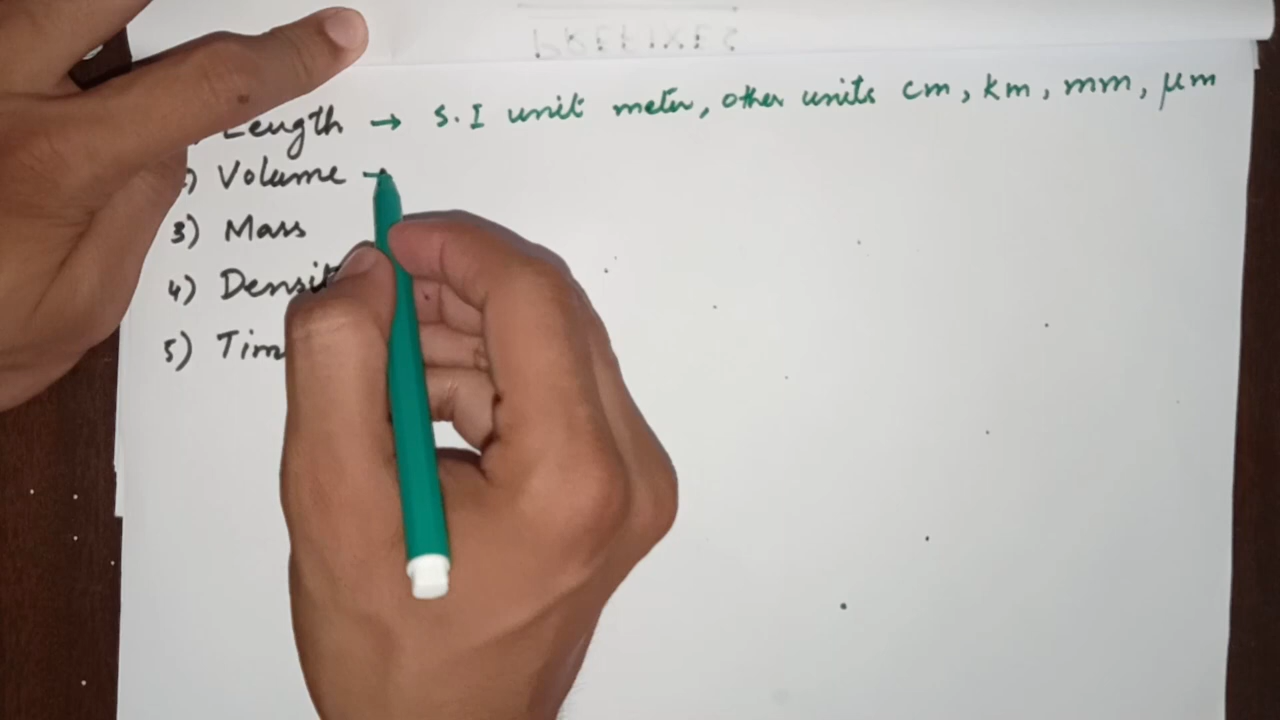 Length → S.I unit meter, other units cm, km, mm, μm
) Volume →
3) Mass
4) Densit
5) Tim